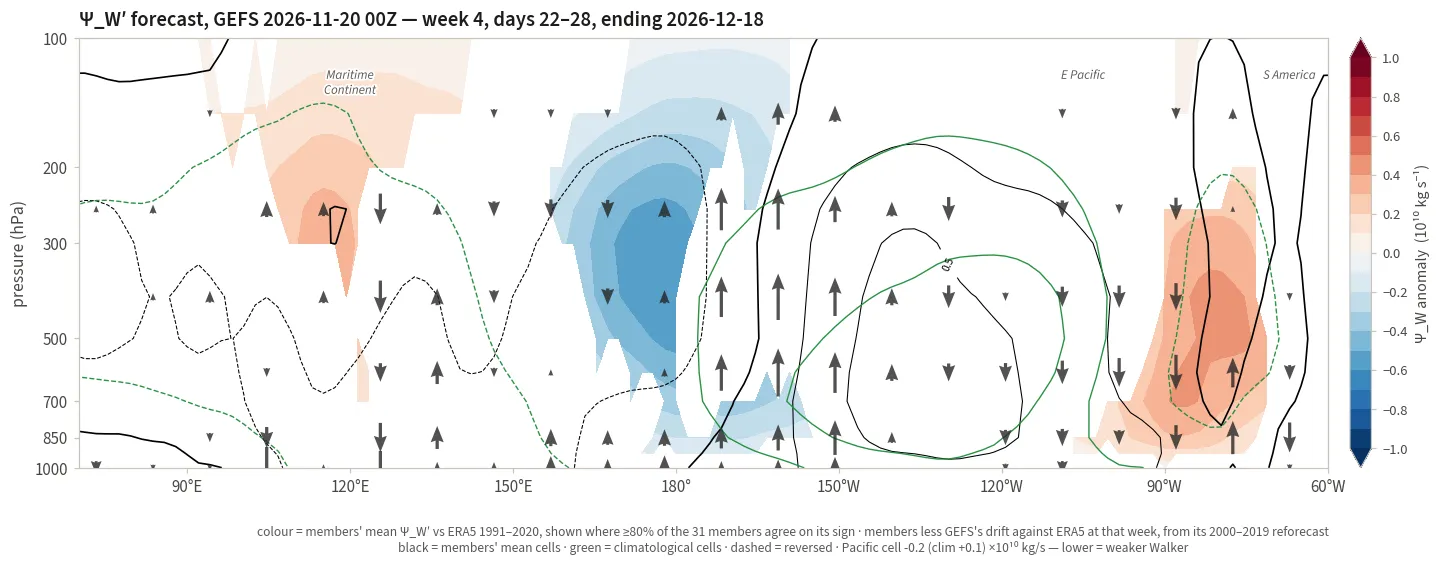 Ψ_W′ forecast, GEFS 2026-11-20 00Z — week 4, days 22–28, ending 2026-12-18
100
200
300
500
700
850
1000
pressure (hPa)
Maritime
Continent
E Pacific
S America
0.5
90°E
120°E
150°E
180°
150°W
120°W
90°W
60°W
1.0
0.8
0.6
0.4
0.2
0.0
−0.2
−0.4
−0.6
−0.8
−1.0
Ψ_W anomaly (10¹⁰ kg s⁻¹)
colour = members' mean Ψ_W′ vs ERA5 1991–2020, shown where ≥80% of the 31 members agree on its sign · members less GEFS's drift against ERA5 at that week, from its 2000–2019 reforecast
black = members' mean cells · green = climatological cells · dashed = reversed · Pacific cell -0.2 (clim +0.1) ×10¹⁰ kg/s — lower = weaker Walker